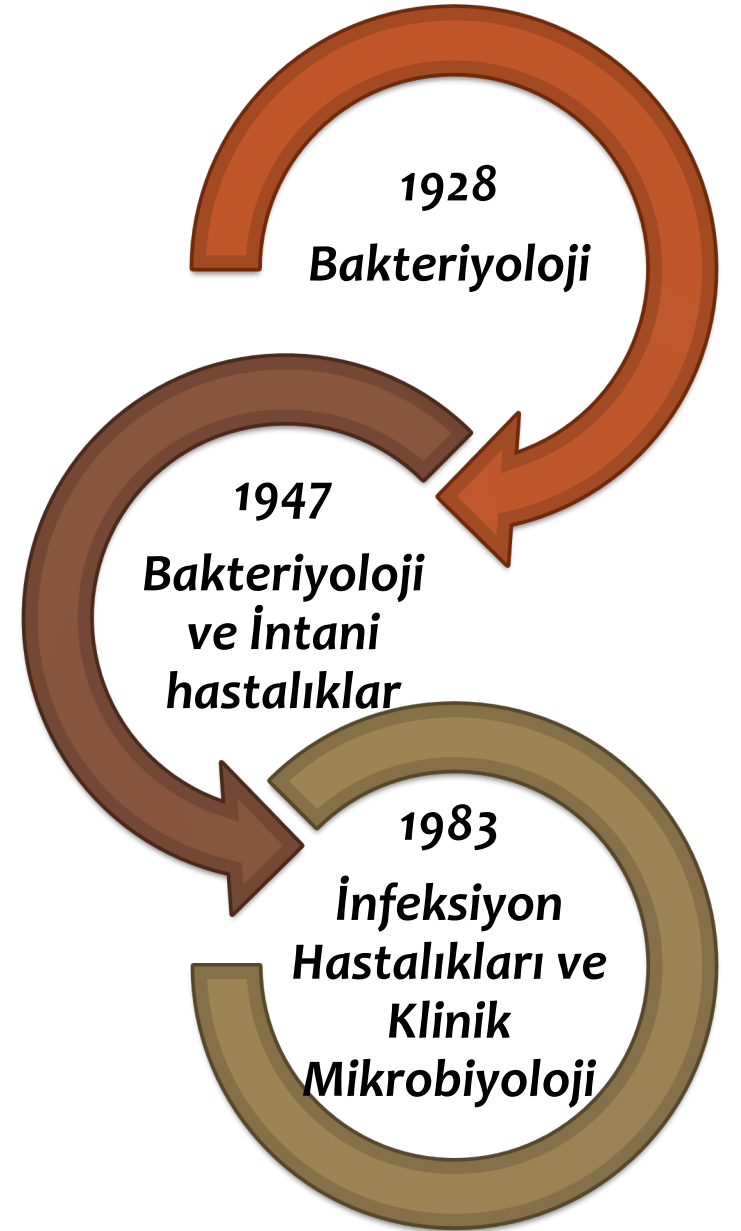 1928
Bakteriyoloji
1947
Bakteriyoloji
ve İntani
hastalıklar
1983
İnfeksiyon
Hastalıkları ve
Klinik
Mikrobiyoloji